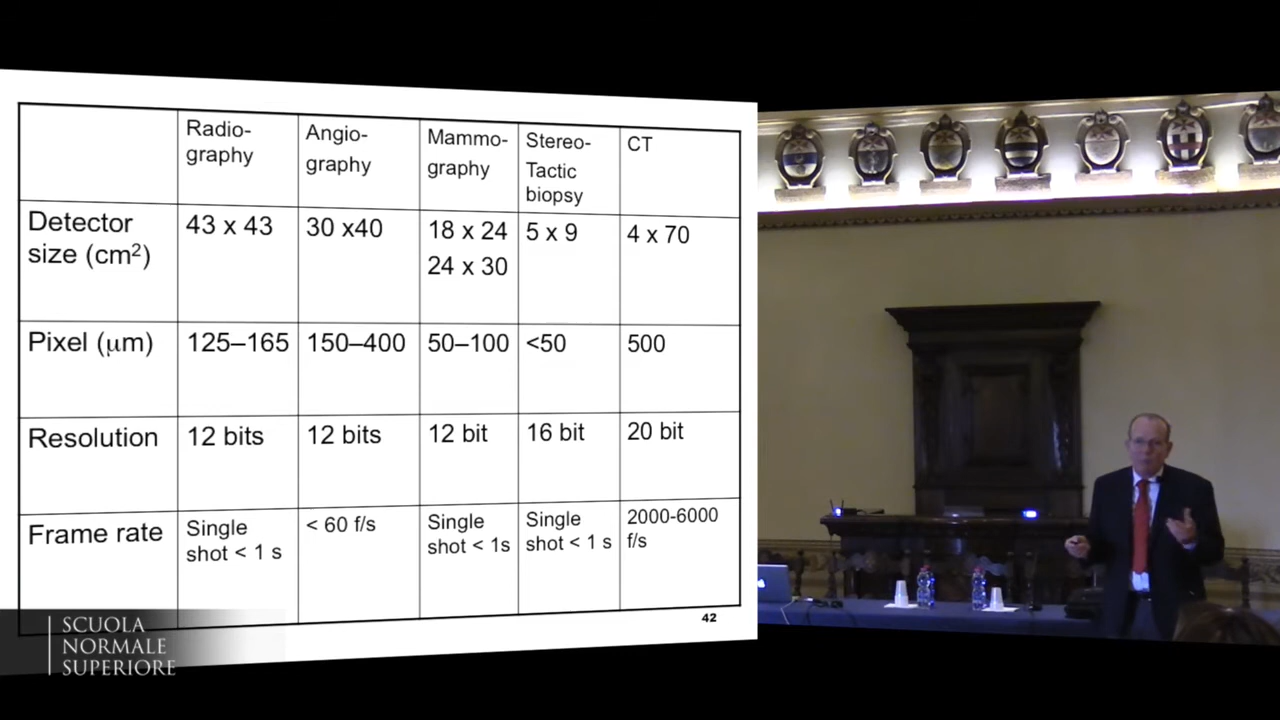 Radio-
graphy
Angio-
graphy
Mammo-
graphy
Stereo-
Tactic
biopsy
CT
Detector
size (cm²)
43 x 43
30 x40
18 x 24
24 x 30
5 x 9
4 x 70
Pixel (μm)
125–165
150–400
50–100
<50
500
Resolution
12 bits
12 bits
12 bit
16 bit
20 bit
Frame rate
Single
shot < 1 s
< 60 f/s
Single
shot < 1s
Single
shot < 1 s
2000-6000
f/s
42
SCUOLA
NORMALE
SUPERIORE